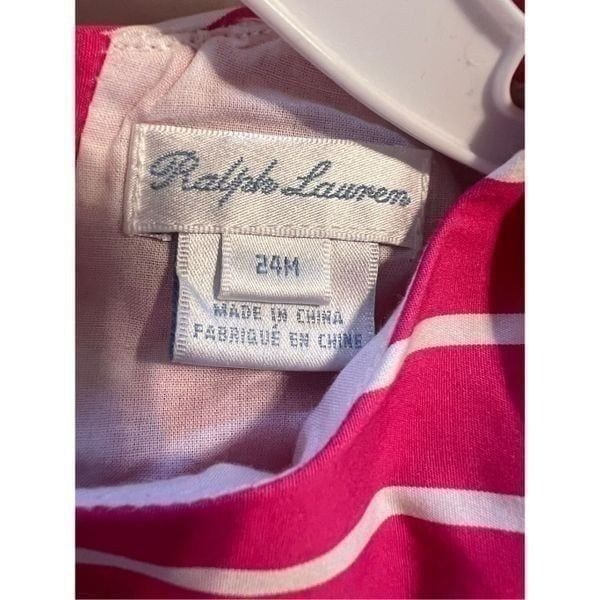 Ralph Lauren
24M
MADE IN CHINA
FABRIQUÉ EN CHINE